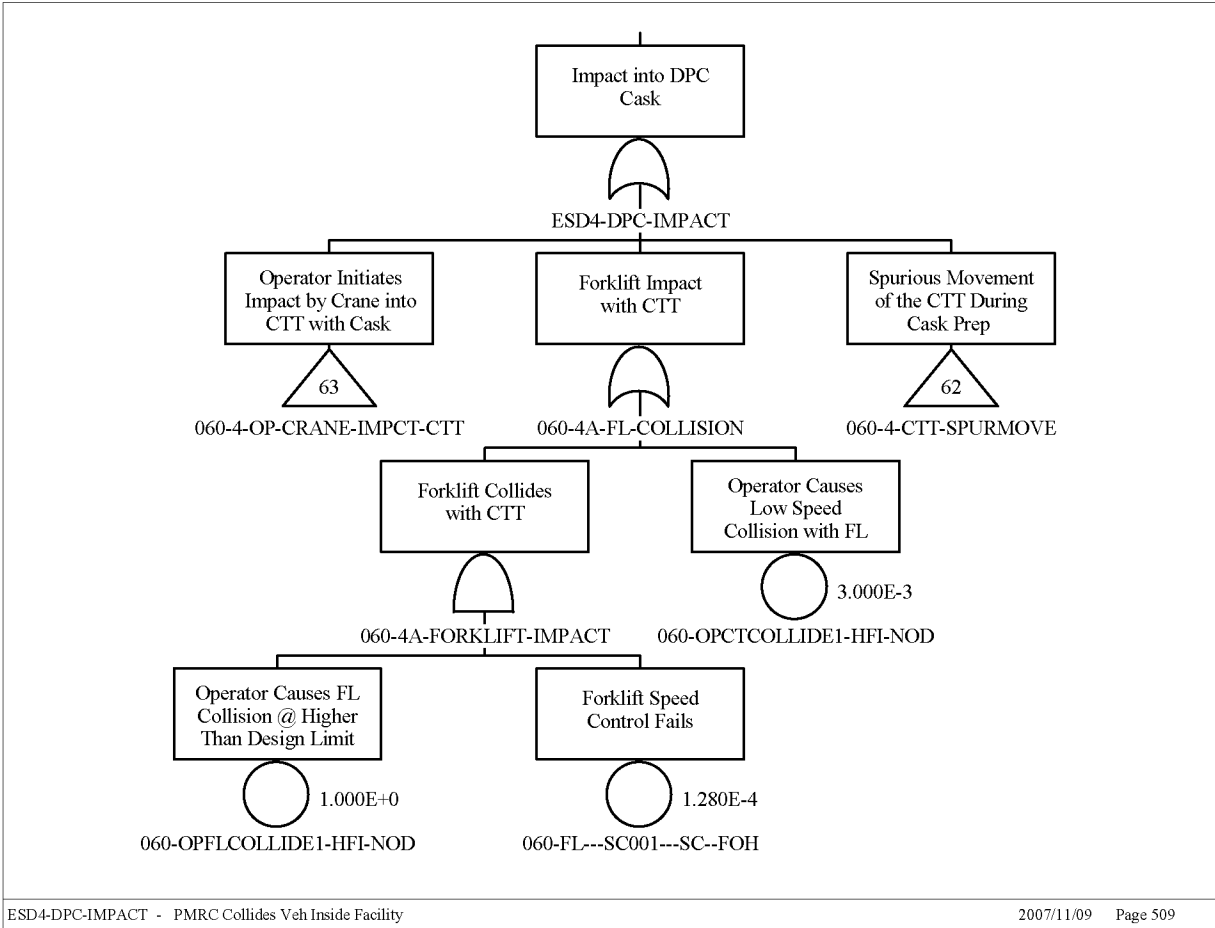 Impact into DPC
Cask
ESD4-DPC-IMPACT
Operator Initiates
Impact by Crane into
CTT with Cask
63
060-4-OP-CRANE-IMPCT-CTT
Forklift Impact
with CTT
060-4A-FL-COLLISION
Spurious Movement
of the CTT During
Cask Prep
62
060-4-CTT-SPURMOVE
Forklift Collides
with CTT
060-4A-FORKLIFT-IMPACT
Operator Causes
Low Speed
Collision with FL
3.000E-3
060-OPCTCOLLIDE1-HFI-NOD
Operator Causes FL
Collision @ Higher
Than Design Limit
1.000E+0
060-OPFLCOLLIDE1-HFI-NOD
Forklift Speed
Control Fails
1.280E-4
060-FL---SC001---SC--FOH
ESD4-DPC-IMPACT - PMRC Collides Veh Inside Facility
2007/11/09 Page 509